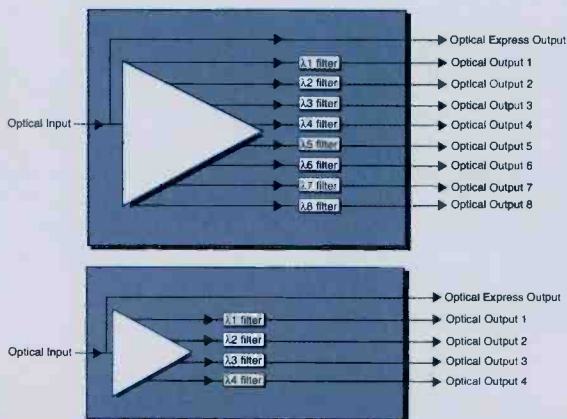 Optical Express Output
λ1 filter
Optical Output 1
λ2 filter
Optical Output 2
λ3 filter
Optical Output 3
Optical Input
λ4 filter
Optical Output 4
λ5 filter
Optical Output 5
λ6 filter
Optical Output 6
λ7 filter
Optical Output 7
λ8 filter
Optical Output 8
Optical Express Output
λ1 filter
Optical Output 1
λ2 filter
Optical Output 2
Optical Input
λ3 filter
Optical Output 3
λ4 filter
Optical Output 4